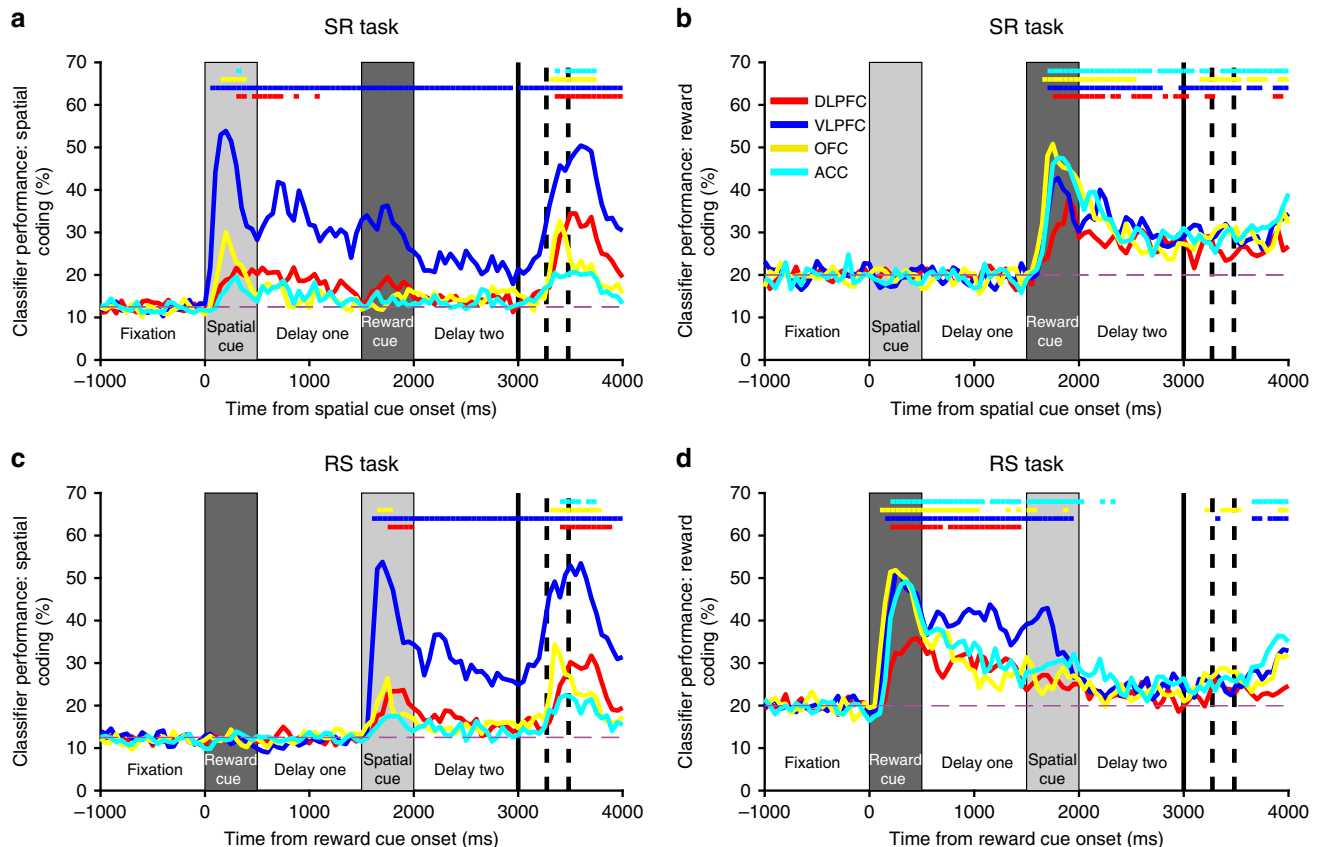 a
SR task
Classifier performance: spatial
coding (%)
70
60
50
40
30
20
10
0
Fixation
Spatial
cue
Delay one
Reward
cue
Delay two
−1000
0
1000
2000
3000
4000
Time from spatial cue onset (ms)
b
SR task
Classifier performance: reward
coding (%)
70
60
50
40
30
20
10
0
DLPFC
VLPFC
OFC
ACC
Fixation
Spatial
cue
Delay one
Reward
cue
Delay two
−1000
0
1000
2000
3000
4000
Time from spatial cue onset (ms)
c
RS task
Classifier performance: spatial
coding (%)
70
60
50
40
30
20
10
0
Fixation
Reward
cue
Delay one
Spatial
cue
Delay two
−1000
0
1000
2000
3000
4000
Time from reward cue onset (ms)
d
RS task
Classifier performance: reward
coding (%)
70
60
50
40
30
20
10
0
Fixation
Reward
cue
Delay one
Spatial
cue
Delay two
−1000
0
1000
2000
3000
4000
Time from reward cue onset (ms)